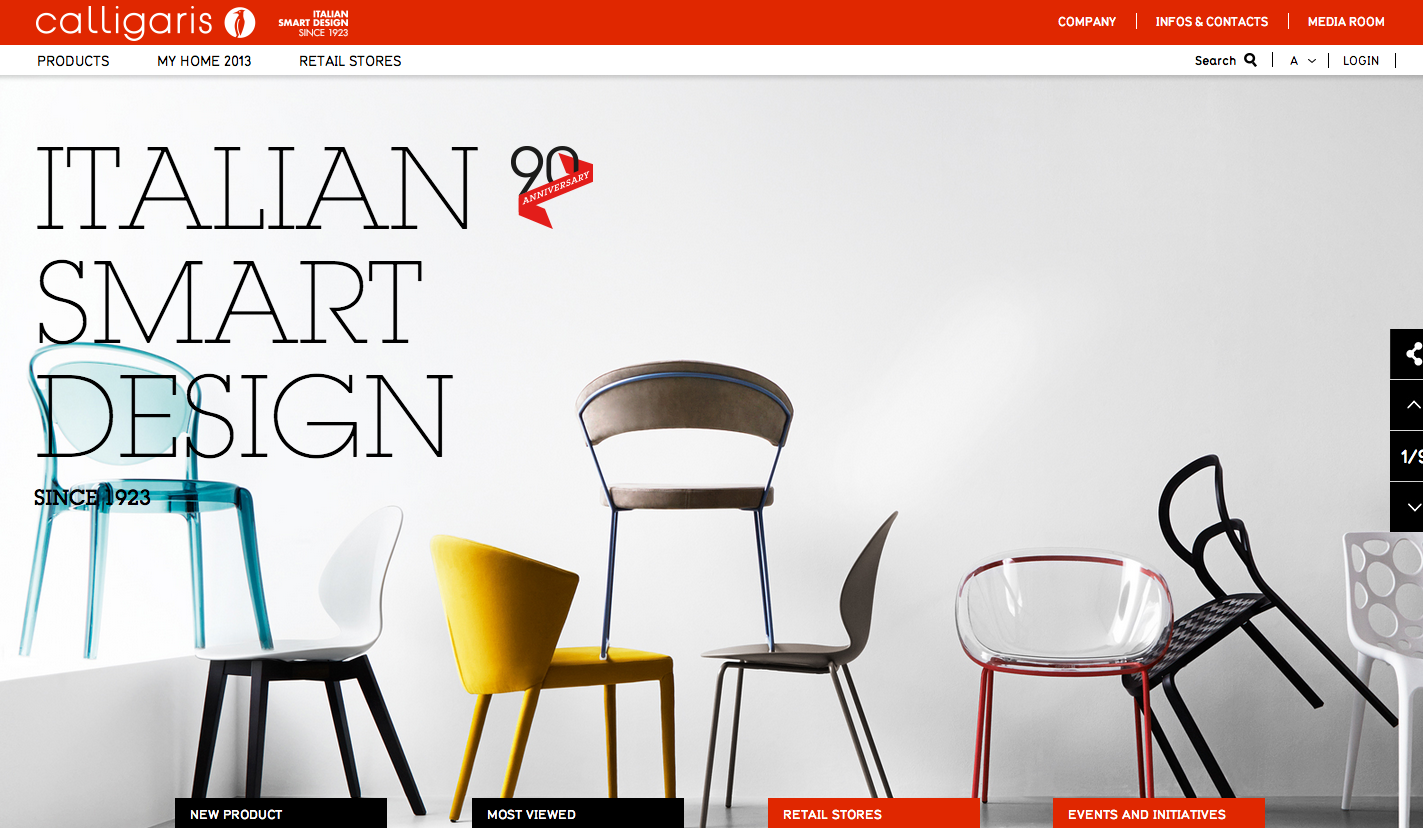 calligaris
ITALIAN
SMART DESIGN
SINCE 1923
COMPANY
INFOS & CONTACTS
MEDIA ROOM
PRODUCTS
MY HOME 2013
RETAIL STORES
Search
A
LOGIN
ITALIAN
90
ANNIVERSARY
SMART
DESIGN
SINCE 1923
1/9
NEW PRODUCT
MOST VIEWED
RETAIL STORES
EVENTS AND INITIATIVES